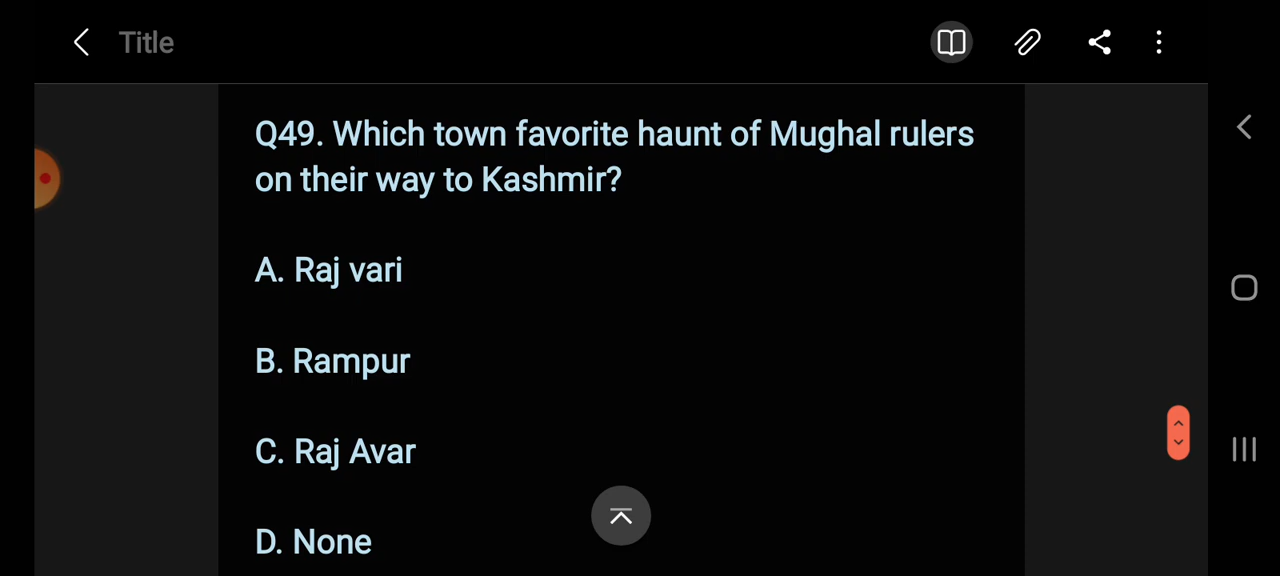 Title
Q49. Which town favorite haunt of Mughal rulers
on their way to Kashmir?
A. Raj vari
B. Rampur
C. Raj Avar
D. None